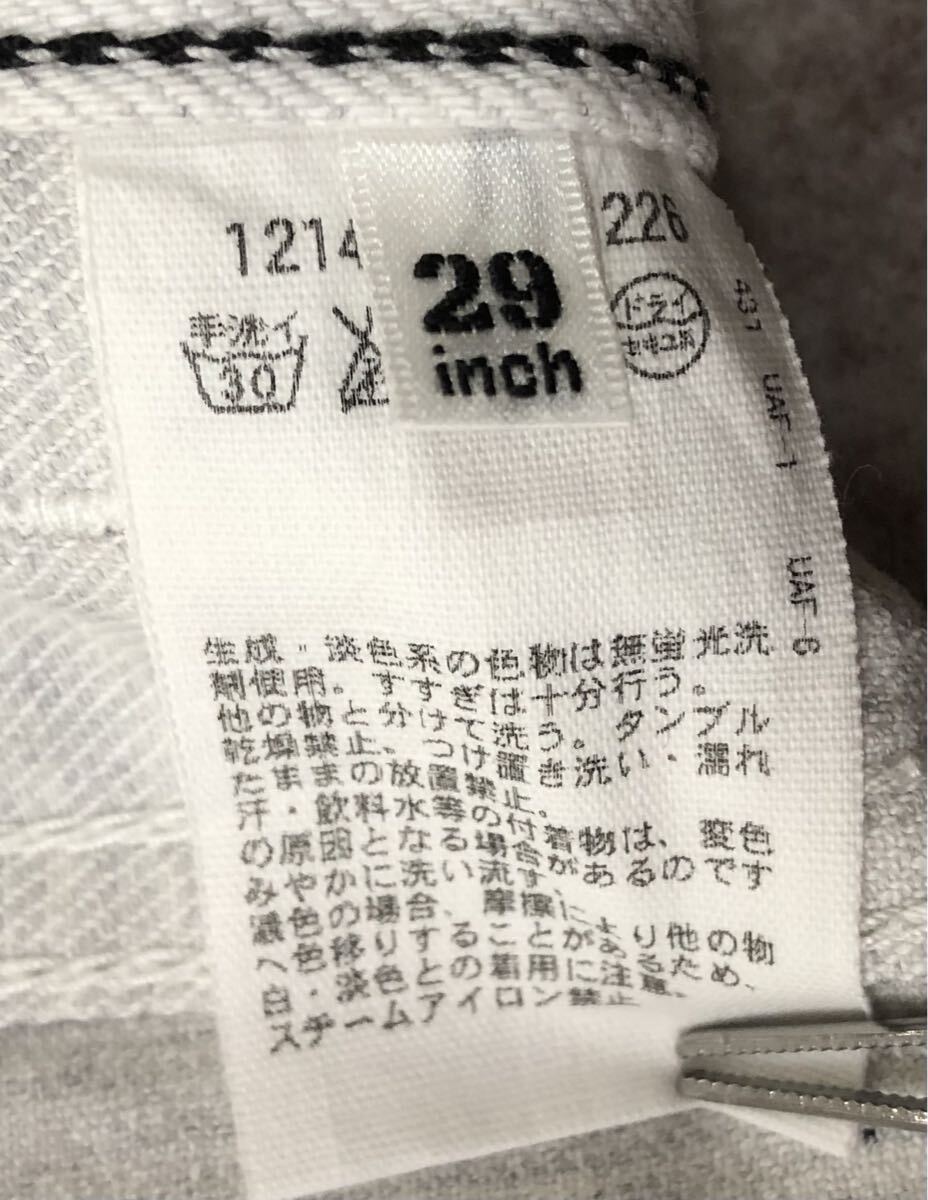 1214
226
29
inch
手洗イ
30
ドライ
セキユ系
431 UAF-1 UAF-6
生成・淡色系の色物は無蛍光洗
剤使用。すすぎは十分行う。
他の物と分けて洗う。タンブル
乾燥禁止。つけ置き洗い・濡れ
たままの放置禁止。
汗・飲料水等の付着物は、変色
の原因となる場合があるのです
みやかに洗い流す。
濃色の場合、摩擦により他の物
へ色移りすることがあるため、
白・淡色との着用に注意、
スチームアイロン禁止